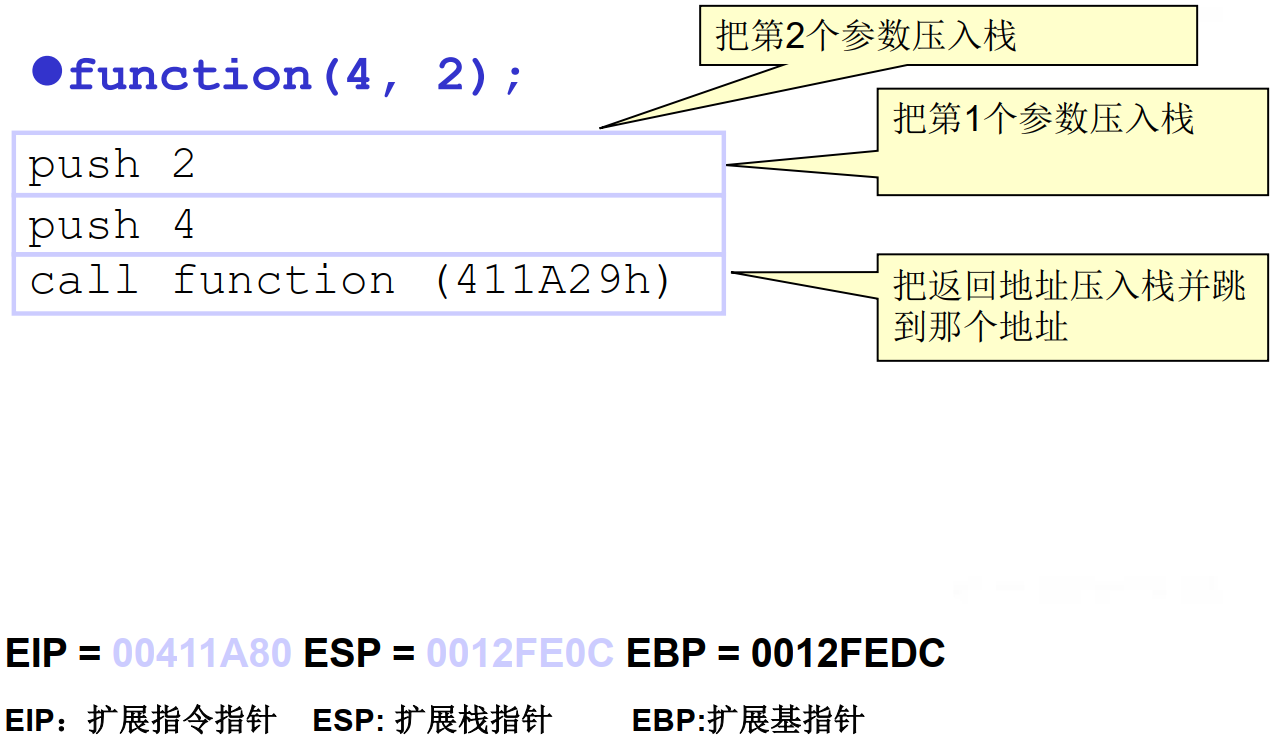 把第2个参数压入栈
●function(4, 2);
把第1个参数压入栈
push 2
push 4
call function (411A29h)
把返回地址压入栈并跳
到那个地址
EIP = 00411A80 ESP = 0012FE0C EBP = 0012FEDC
EIP：扩展指令指针 ESP: 扩展栈指针 EBP:扩展基指针